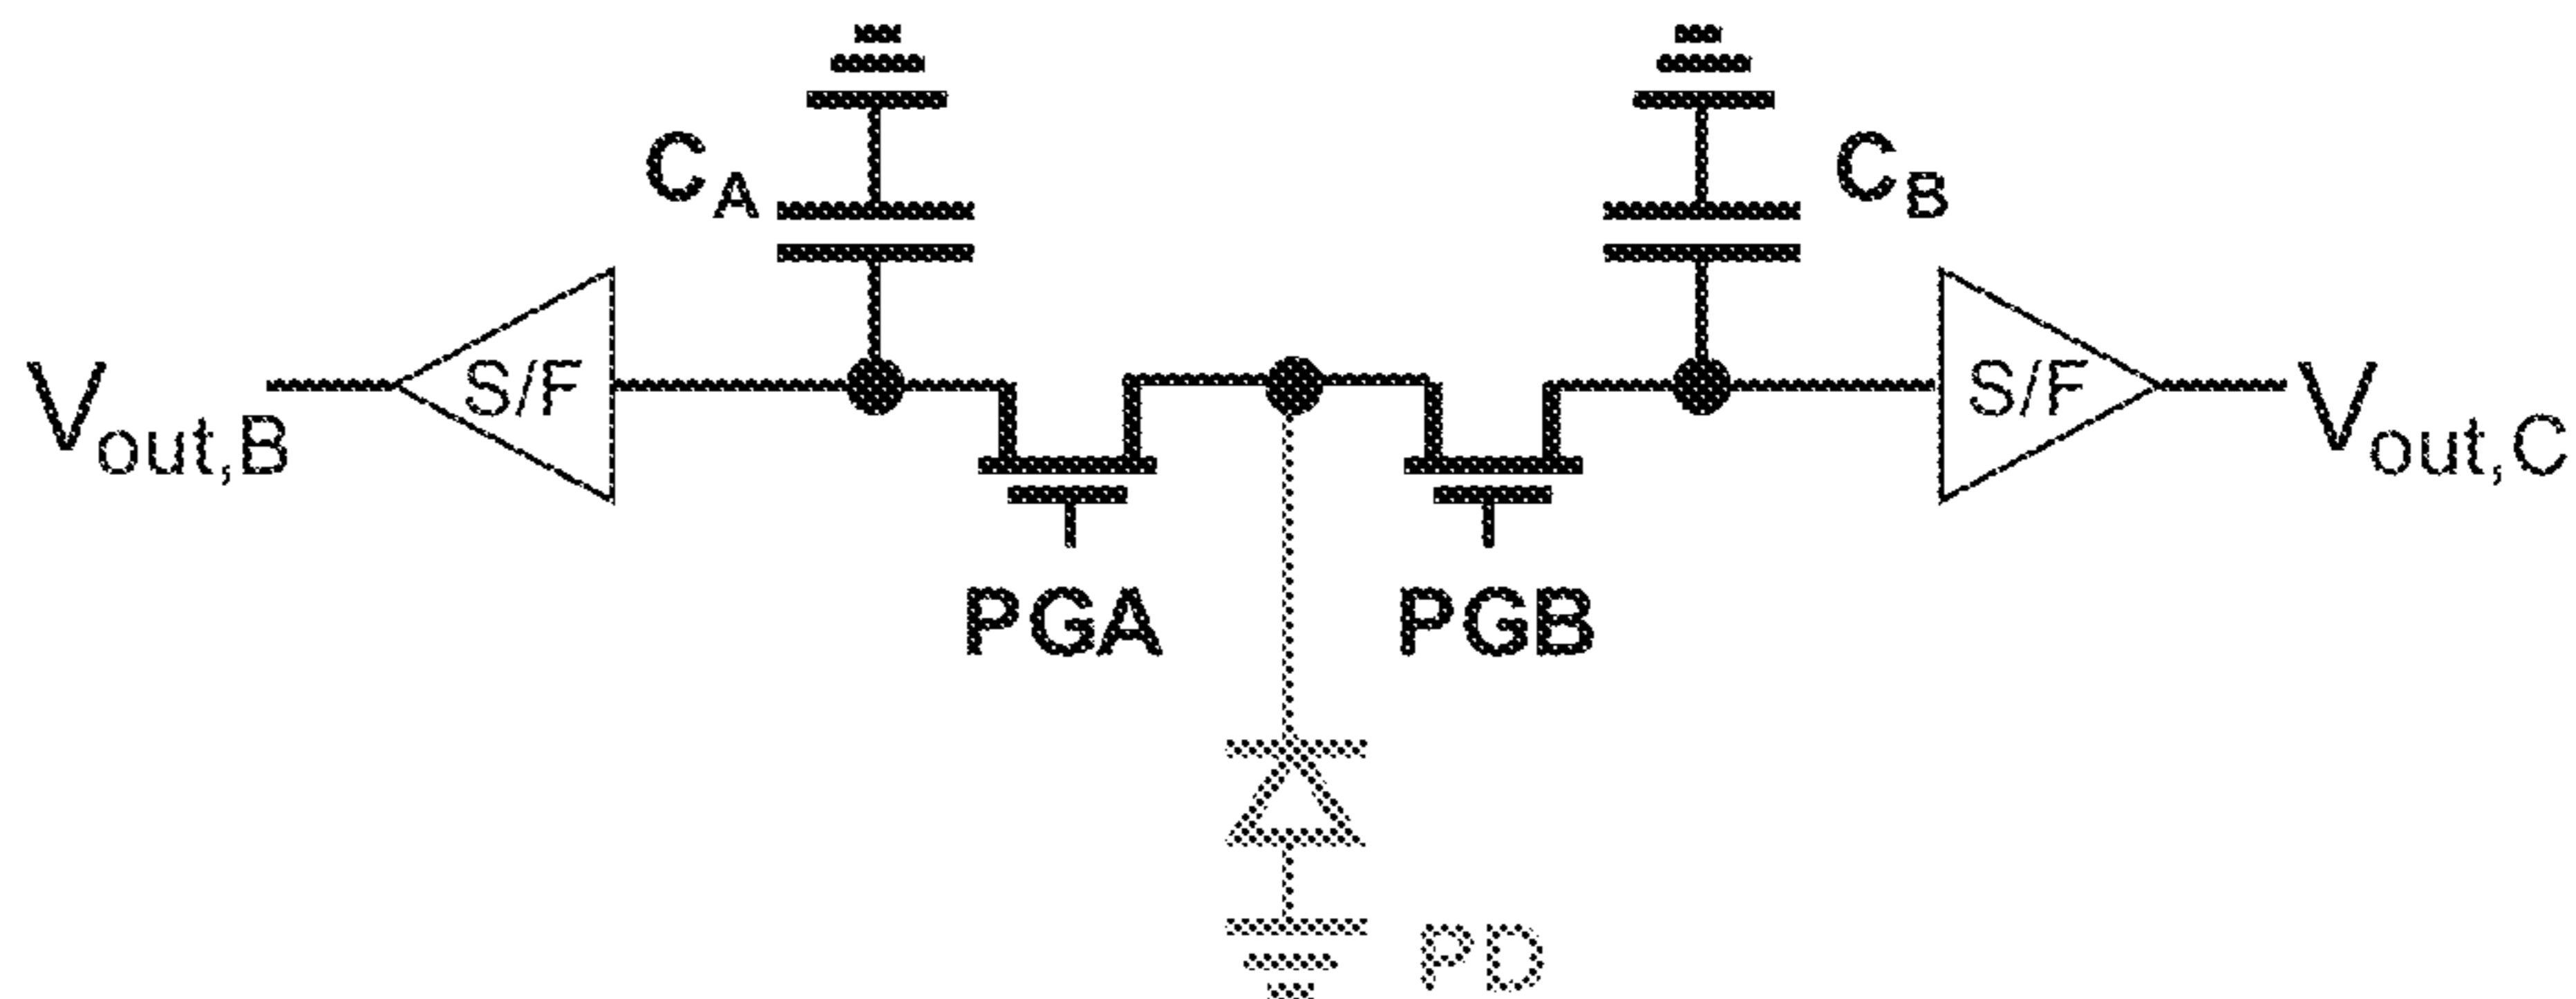 C_A
C_B
V_out,B
S/F
S/F
V_out,C
PGA
PGB
PD